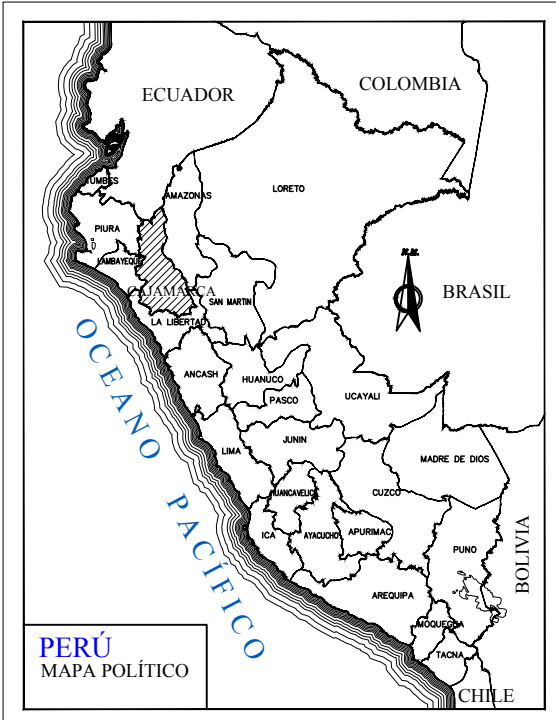 COLOMBIA
ECUADOR
TUMBES
AMAZONAS
LORETO
PIURA
LAMBAYEQUE
CAJAMARCA
SAN MARTIN
BRASIL
LA LIBERTAD
ANCASH
HUANUCO
PASCO
UCAYALI
LIMA
JUNIN
MADRE DE DIOS
HUANCAVELICA
CUZCO
ICA
AYACUCHO
APURIMAC
PUNO
BOLIVIA
AREQUIPA
MOQUEGUA
TACNA
CHILE
OCEANO PACÍFICO
PERÚ
MAPA POLÍTICO